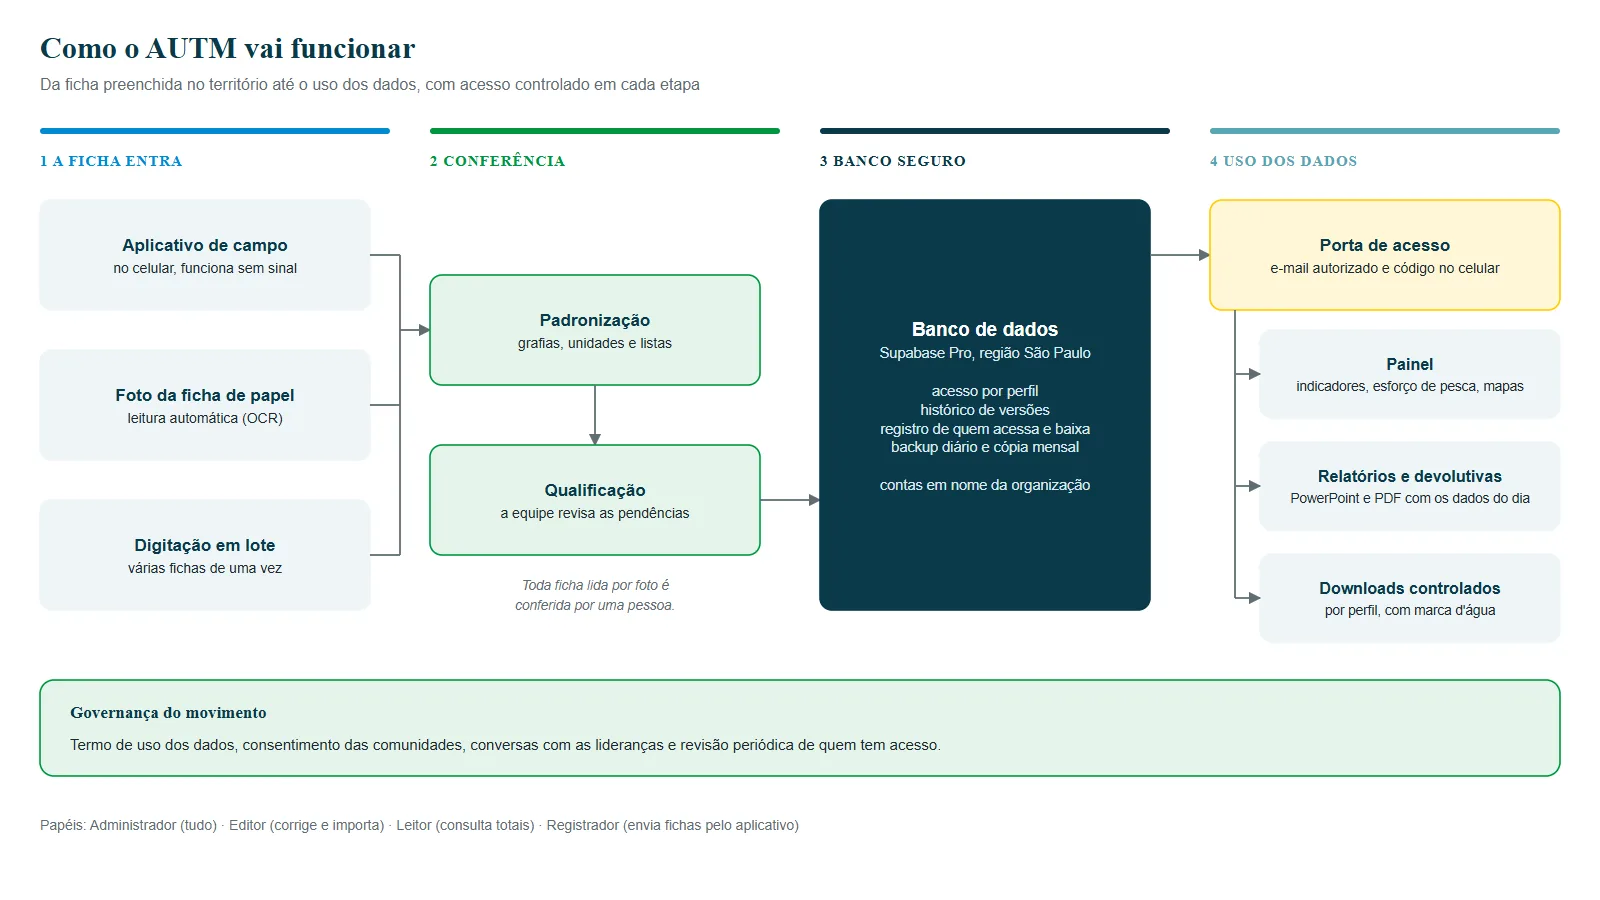 Como o AUTM vai funcionar
Da ficha preenchida no território até o uso dos dados, com acesso controlado em cada etapa
1 A FICHA ENTRA
Aplicativo de campo
no celular, funciona sem sinal
Foto da ficha de papel
leitura automática (OCR)
Digitação em lote
várias fichas de uma vez
2 CONFERÊNCIA
Padronização
grafias, unidades e listas
Qualificação
a equipe revisa as pendências
Toda ficha lida por foto é
conferida por uma pessoa.
3 BANCO SEGURO
Banco de dados
Supabase Pro, região São Paulo
acesso por perfil
histórico de versões
registro de quem acessa e baixa
backup diário e cópia mensal
contas em nome da organização
4 USO DOS DADOS
Porta de acesso
e-mail autorizado e código no celular
Painel
indicadores, esforço de pesca, mapas
Relatórios e devolutivas
PowerPoint e PDF com os dados do dia
Downloads controlados
por perfil, com marca d'água
Governança do movimento
Termo de uso dos dados, consentimento das comunidades, conversas com as lideranças e revisão periódica de quem tem acesso.
Papéis: Administrador (tudo) · Editor (corrige e importa) · Leitor (consulta totais) · Registrador (envia fichas pelo aplicativo)